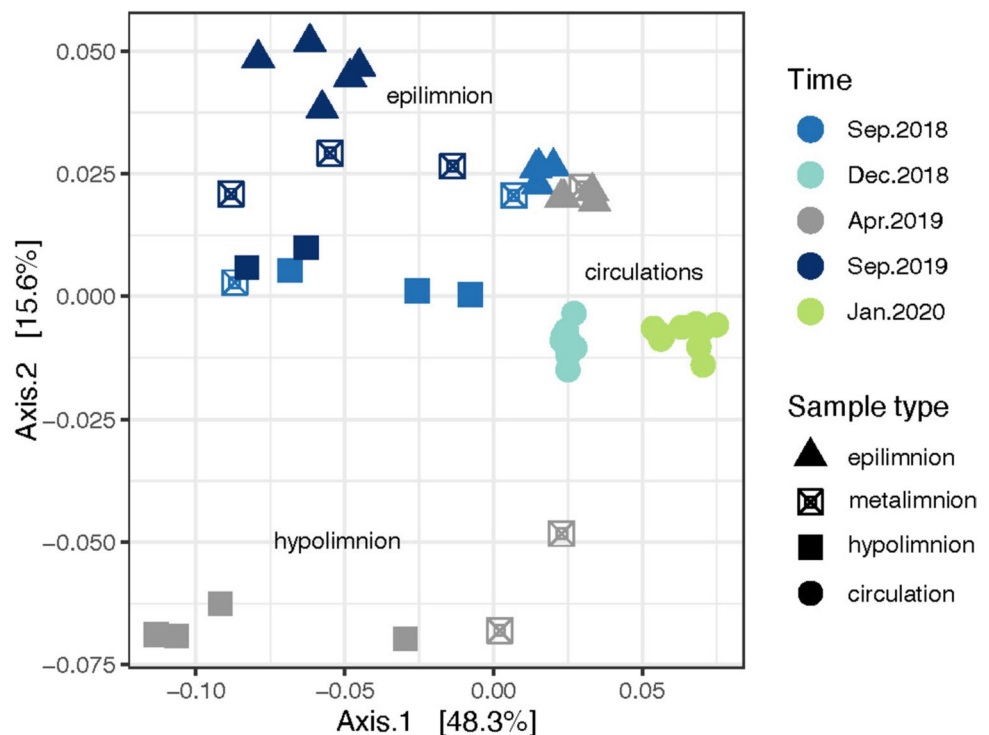 0.050
0.025
0.000
−0.025
−0.050
−0.075
Axis.2 [15.6%]
epilimnion
circulations
hypolimnion
−0.10
−0.05
0.00
0.05
Axis.1 [48.3%]
Time
Sep.2018
Dec.2018
Apr.2019
Sep.2019
Jan.2020
Sample type
epilimnion
metalimnion
hypolimnion
circulation